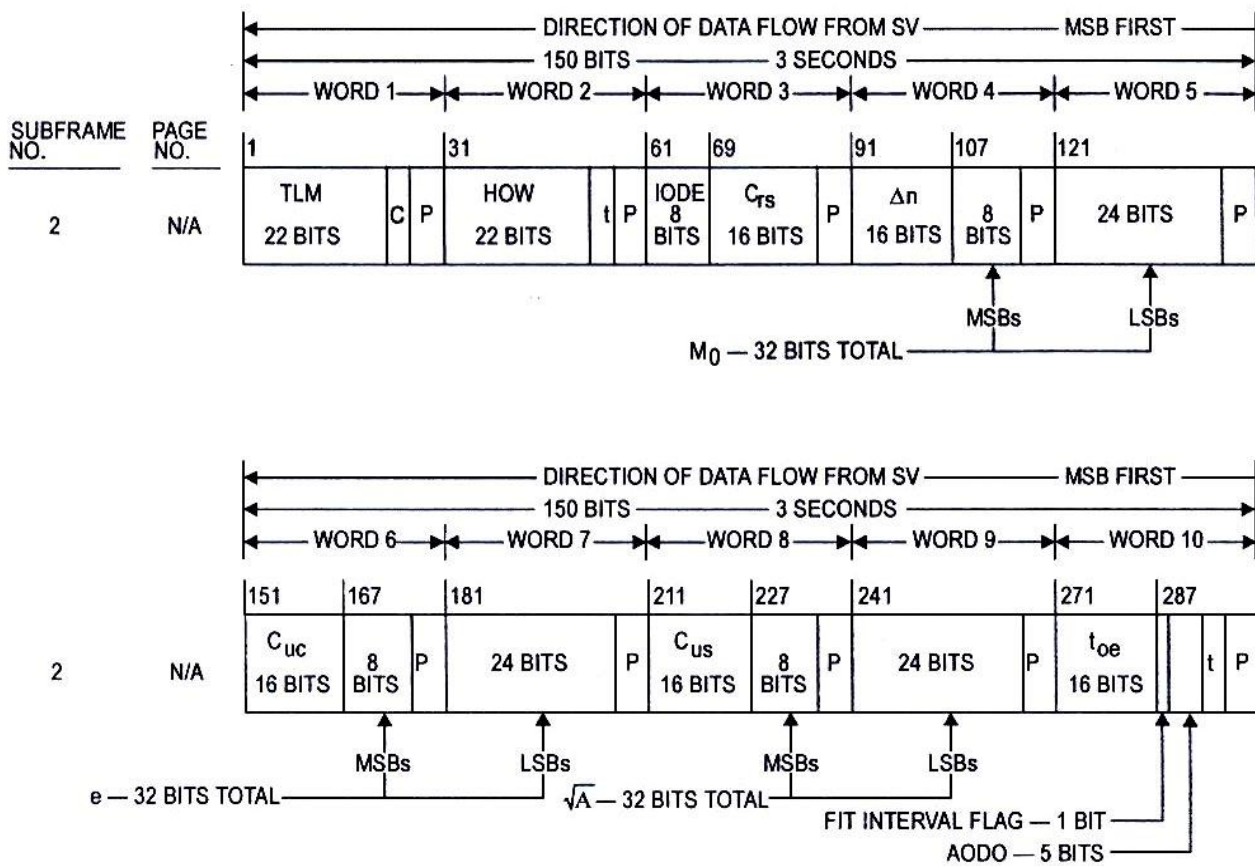 DIRECTION OF DATA FLOW FROM SV MSB FIRST
150 BITS 3 SECONDS
WORD 1 WORD 2 WORD 3 WORD 4 WORD 5
SUBFRAME NO. PAGE NO. 1 31 61 69 91 107 121
2 N/A TLM 22 BITS C P HOW 22 BITS t P IODE 8 BITS Crs 16 BITS P Δn 16 BITS 8 BITS P 24 BITS P
MSBs LSBs
M0 — 32 BITS TOTAL
DIRECTION OF DATA FLOW FROM SV MSB FIRST
150 BITS 3 SECONDS
WORD 6 WORD 7 WORD 8 WORD 9 WORD 10
151 167 181 211 227 241 271 287
2 N/A Cuc 16 BITS 8 BITS P 24 BITS P Cus 16 BITS 8 BITS P 24 BITS P toe 16 BITS t P
MSBs LSBs MSBs LSBs
e — 32 BITS TOTAL √A — 32 BITS TOTAL
FIT INTERVAL FLAG — 1 BIT
AODO — 5 BITS